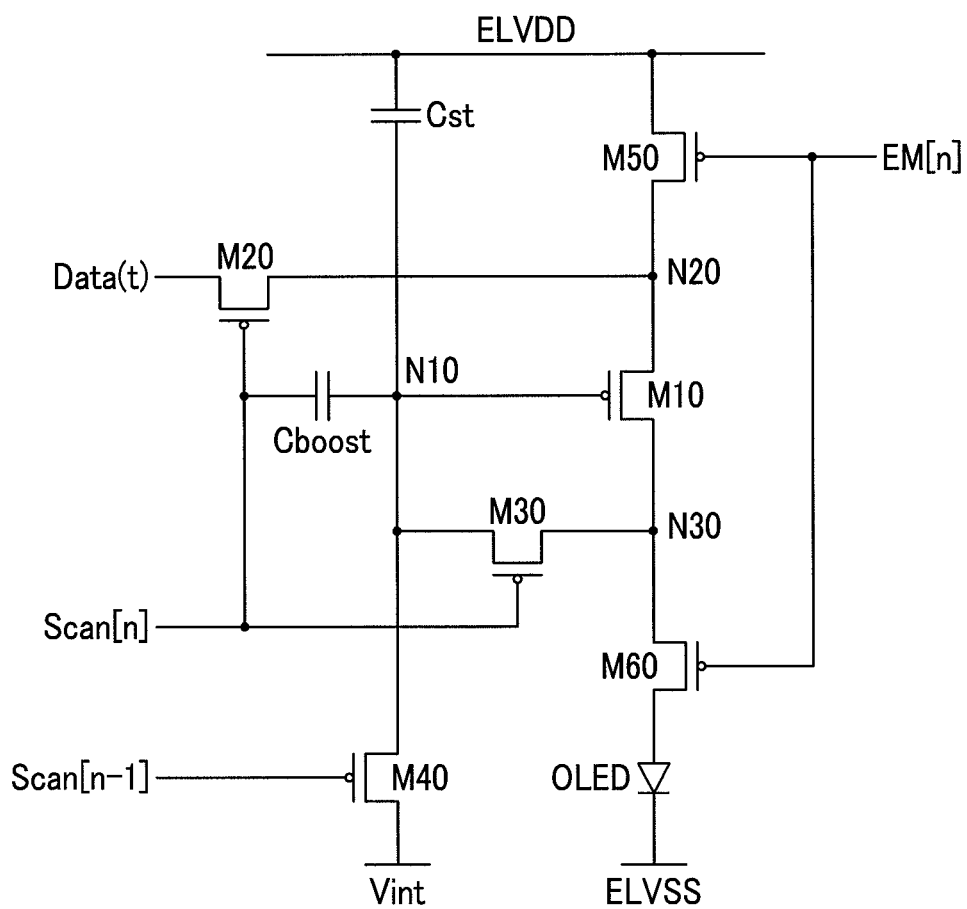 ELVDD
Cst
M50
EM[n]
M20
Data(t)
N20
N10
M10
Cboost
M30
N30
Scan[n]
M60
Scan[n-1]
M40
OLED
Vint
ELVSS